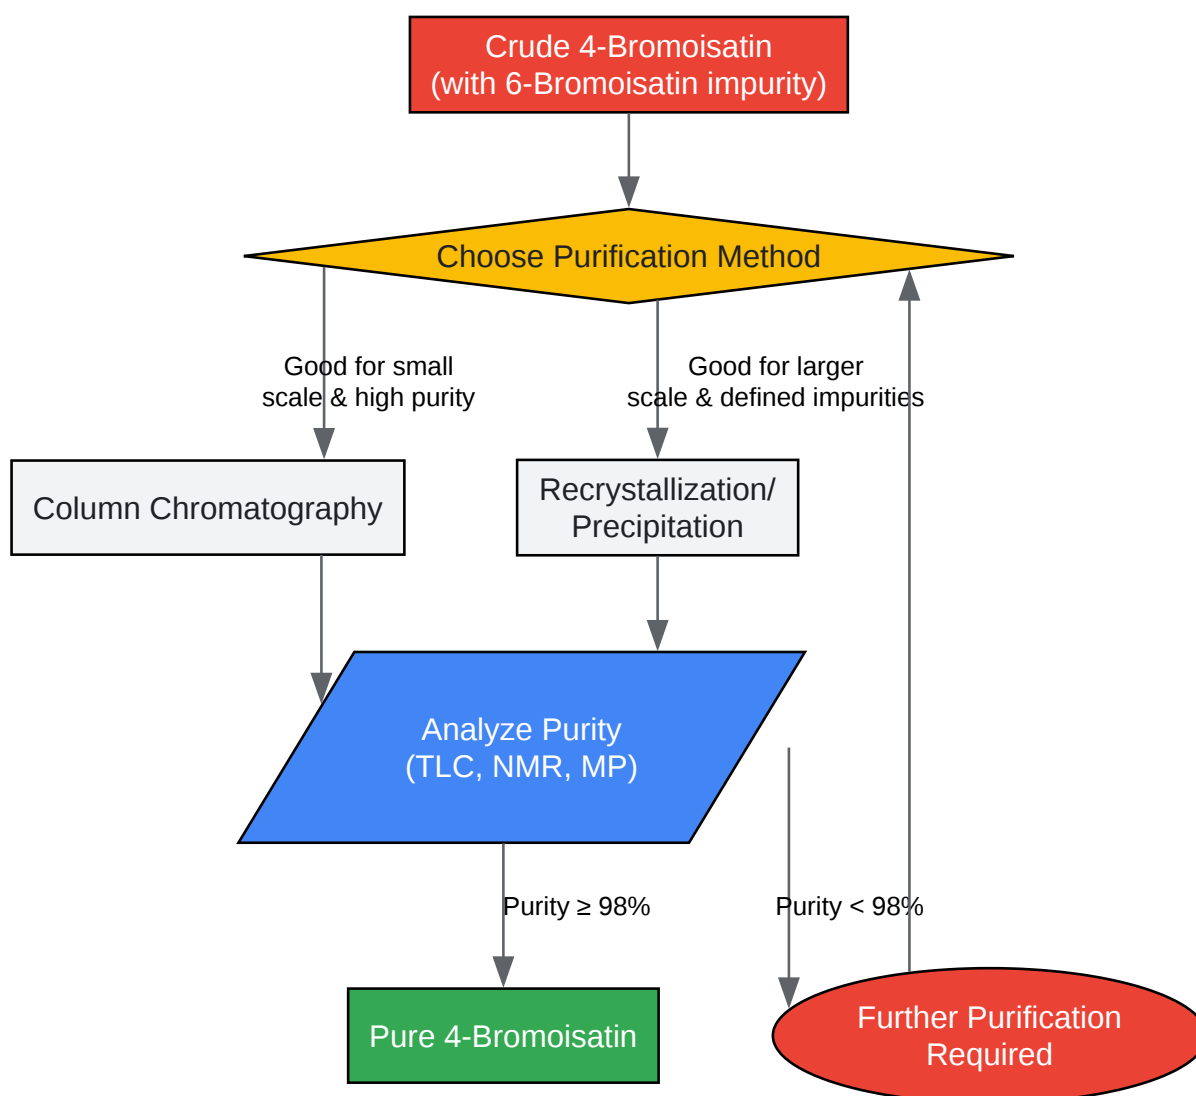 Crude 4-Bromoisatin
(with 6-Bromoisatin impurity)
Choose Purification Method
Good for small
scale & high purity
Good for larger
scale & defined impurities
Column Chromatography
Recrystallization/
Precipitation
Analyze Purity
(TLC, NMR, MP)
Purity ≥ 98%
Purity < 98%
Pure 4-Bromoisatin
Further Purification
Required